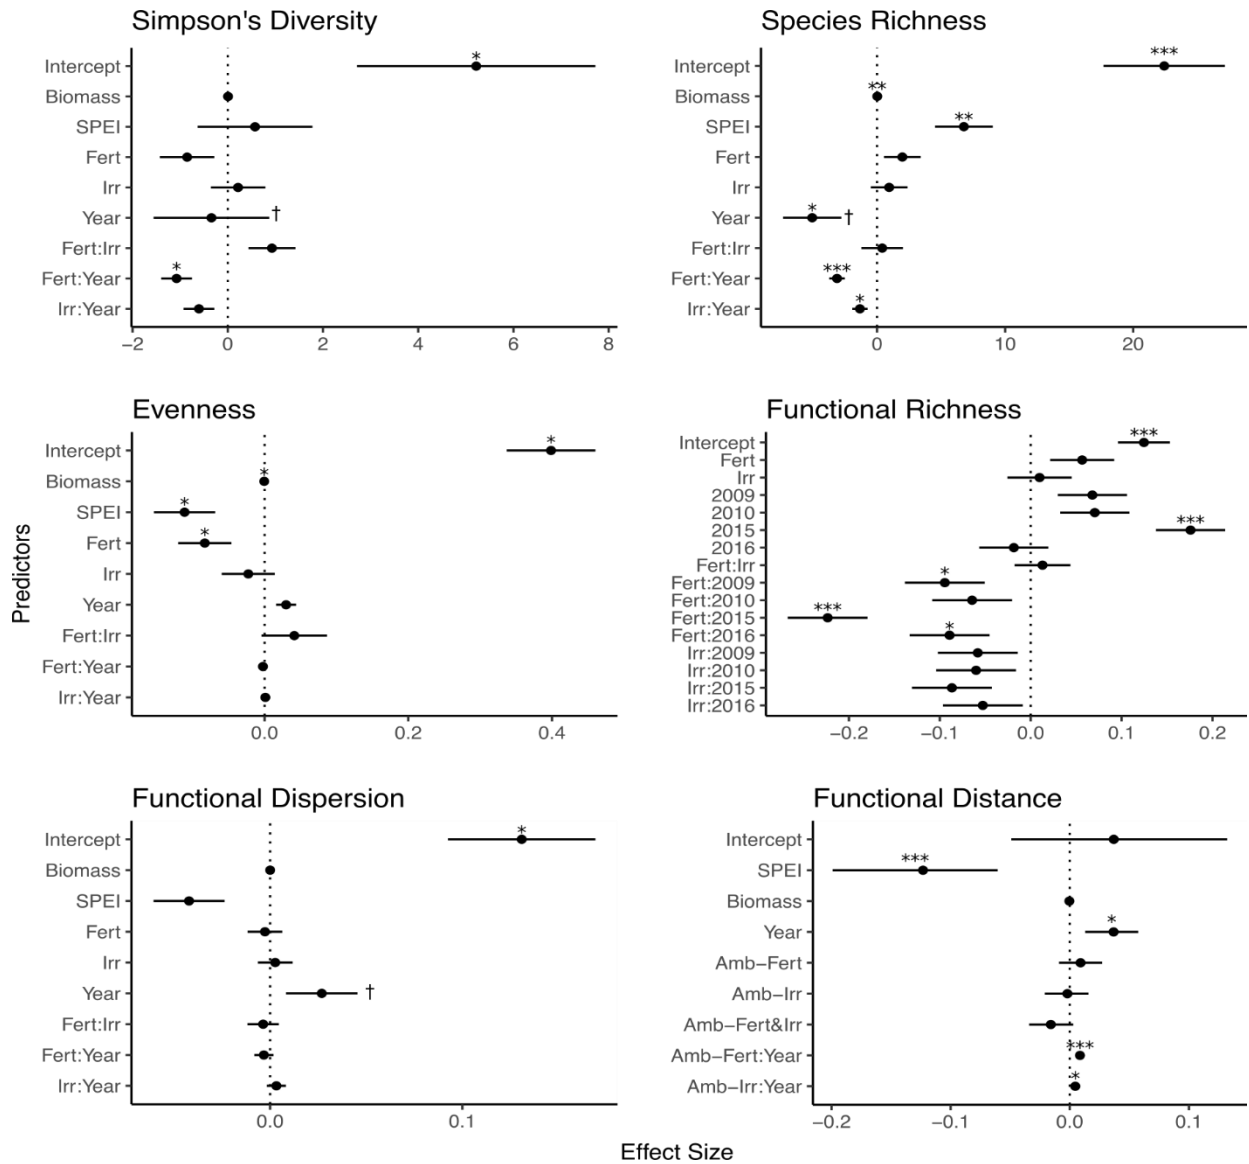 Simpson's Diversity
Intercept
Biomass
SPEI
Fert
Irr
Year
Fert:Irr
Fert:Year
Irr:Year
*
†
*
−2 0 2 4 6 8
Species Richness
Intercept
Biomass
SPEI
Fert
Irr
Year
Fert:Irr
Fert:Year
Irr:Year
***
**
**
* †
***
*
0 10 20
Evenness
Intercept
Biomass
SPEI
Fert
Irr
Year
Fert:Irr
Fert:Year
Irr:Year
*
*
*
*
0.0 0.2 0.4
Functional Richness
Intercept
Fert
Irr
2009
2010
2015
2016
Fert:Irr
Fert:2009
Fert:2010
Fert:2015
Fert:2016
Irr:2009
Irr:2010
Irr:2015
Irr:2016
***
***
*
***
*
−0.2 −0.1 0.0 0.1 0.2
Functional Dispersion
Intercept
Biomass
SPEI
Fert
Irr
Year
Fert:Irr
Fert:Year
Irr:Year
*
†
0.0 0.1
Functional Distance
Intercept
SPEI
Biomass
Year
Amb−Fert
Amb−Irr
Amb−Fert&Irr
Amb−Fert:Year
Amb−Irr:Year
***
*
***
*
−0.2 −0.1 0.0 0.1
Predictors
Effect Size